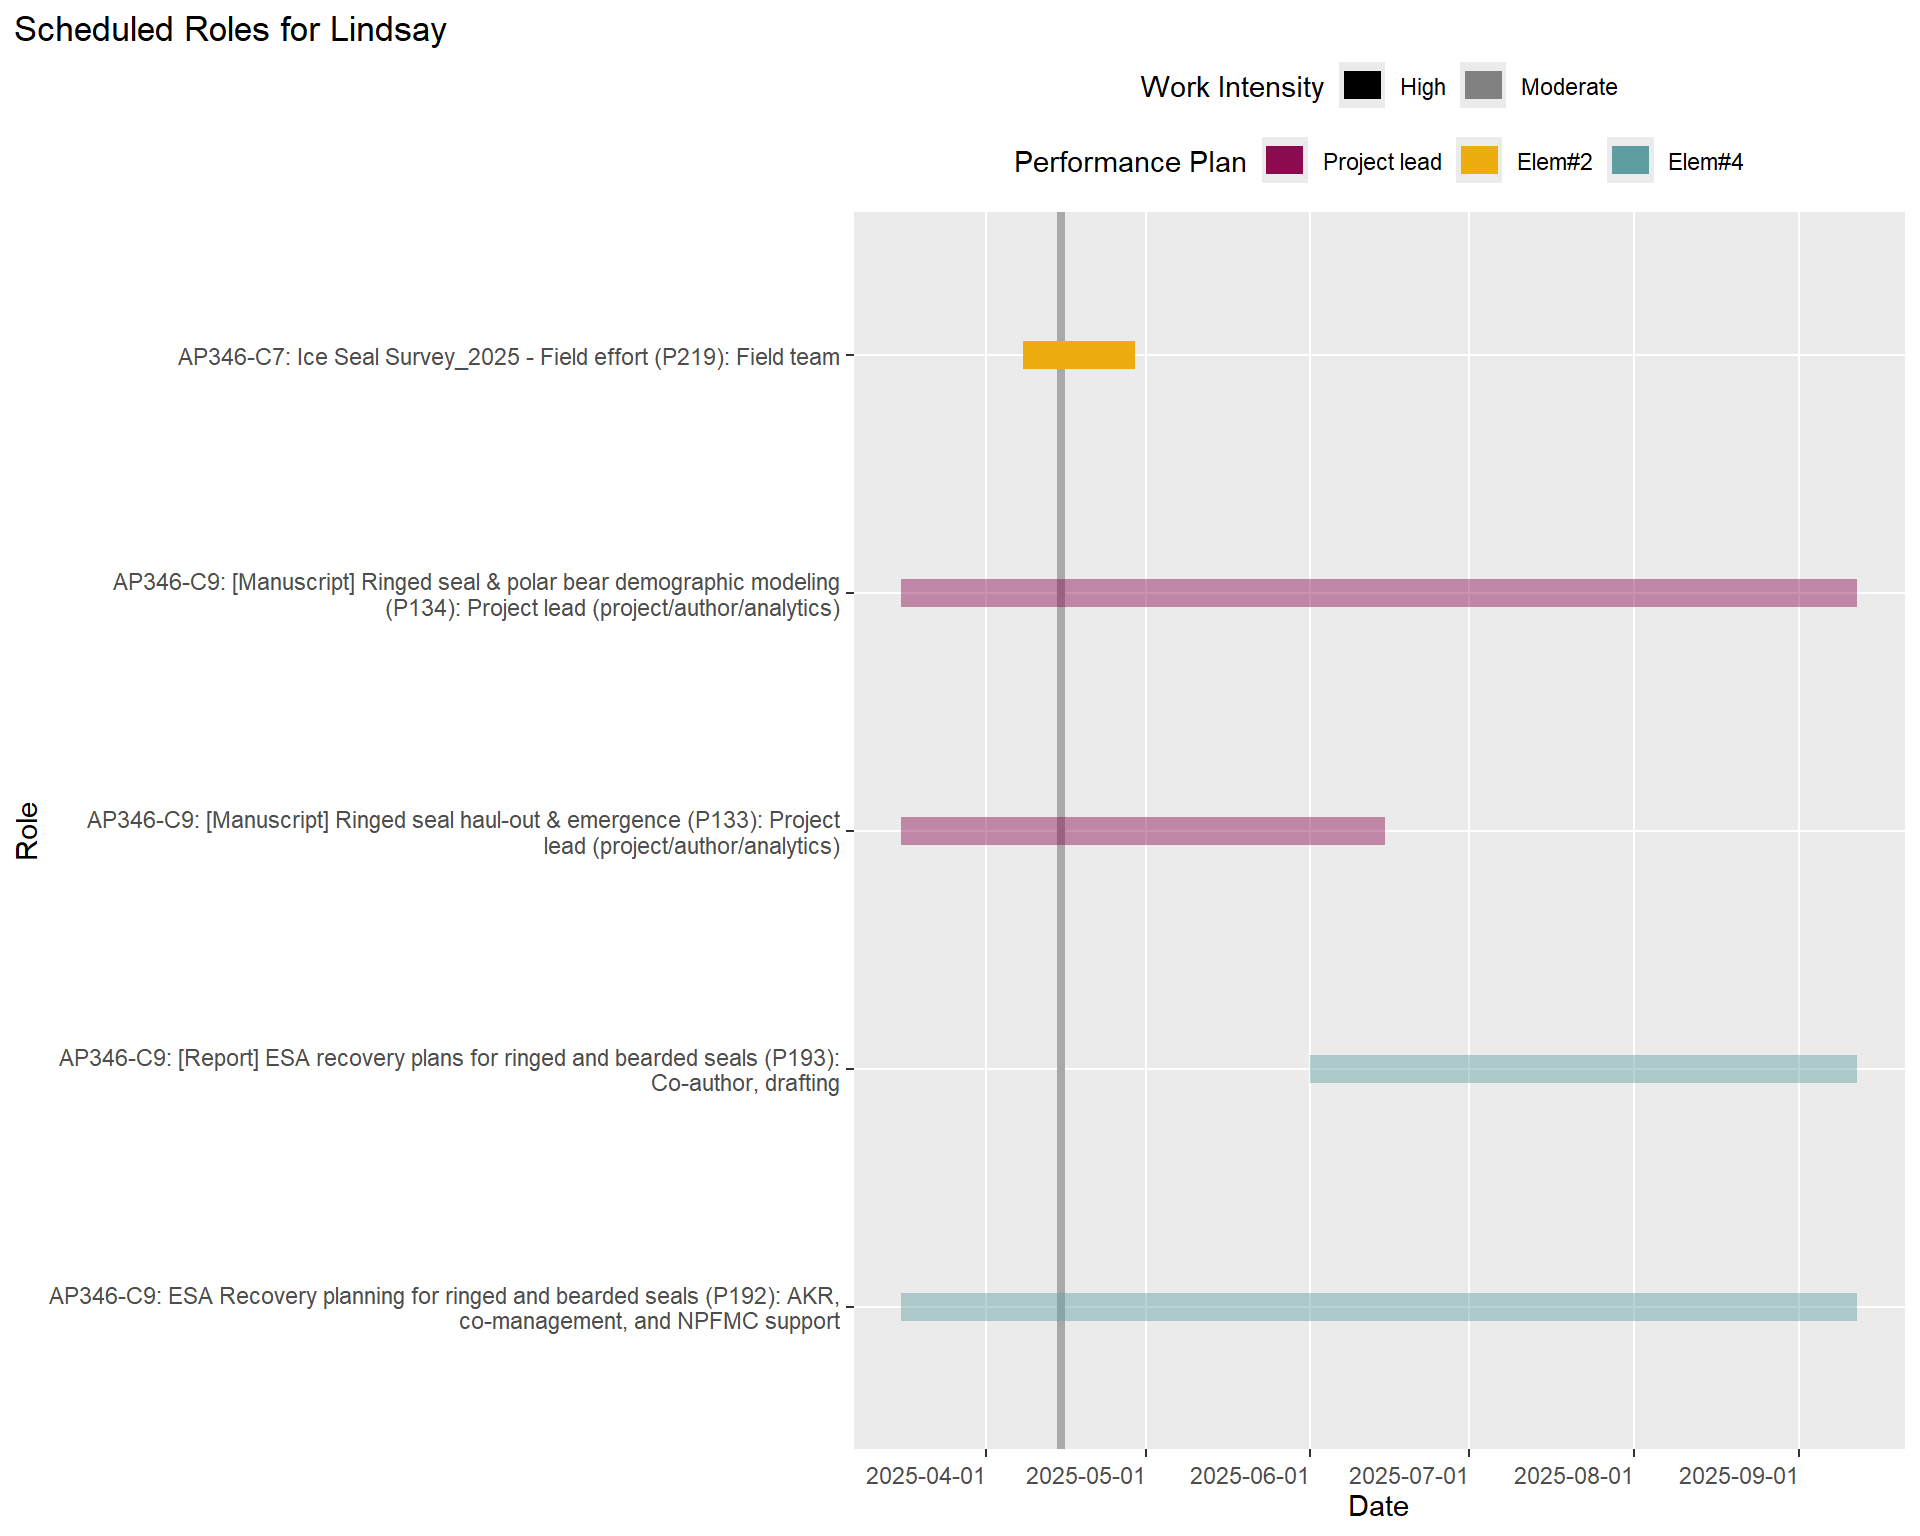 Scheduled Roles for Lindsay
Work Intensity High Moderate
Performance Plan Project lead Elem#2 Elem#4
AP346-C7: Ice Seal Survey_2025 - Field effort (P219): Field team
AP346-C9: [Manuscript] Ringed seal & polar bear demographic modeling
(P134): Project lead (project/author/analytics)
AP346-C9: [Manuscript] Ringed seal haul-out & emergence (P133): Project
lead (project/author/analytics)
AP346-C9: [Report] ESA recovery plans for ringed and bearded seals (P193):
Co-author, drafting
AP346-C9: ESA Recovery planning for ringed and bearded seals (P192): AKR,
co-management, and NPFMC support
Role
2025-04-01 2025-05-01 2025-06-01 2025-07-01 2025-08-01 2025-09-01
Date